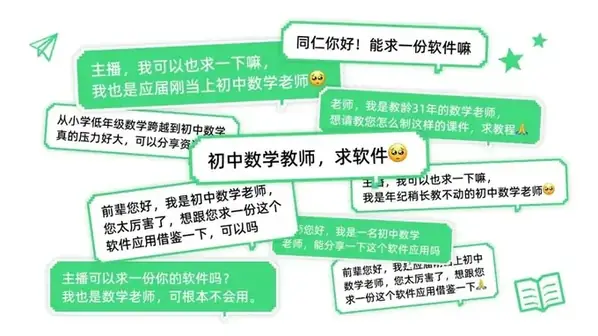 同仁你好！能求一份软件嘛
主播，我可以也求一下嘛，
我也是应届刚当上初中数学老师🥺
老师，我是教龄31年的数学老师，
想请教您怎么制这样的课件，求教程🙏
从小学低年级数学跨越到初中数学
真的压力好大，可以分享资
初中数学教师，求软件🥺
主播，我可以也求一下嘛，
我是年纪稍长教不动的初中数学老师🥺
前辈您好，我是初中数学老师，
您太厉害了，想跟您求一份这个
软件应用借鉴一下，可以吗
您好，我是一名初中数学
老师，能分享一下这个软件应用吗
前辈您好，我是应届当上初中数学
老师，您太厉害了，想跟您
求一份这个软件应用借鉴一下🙏
主播可以求一份你的软件吗？
我也是数学老师，可根本不会用。